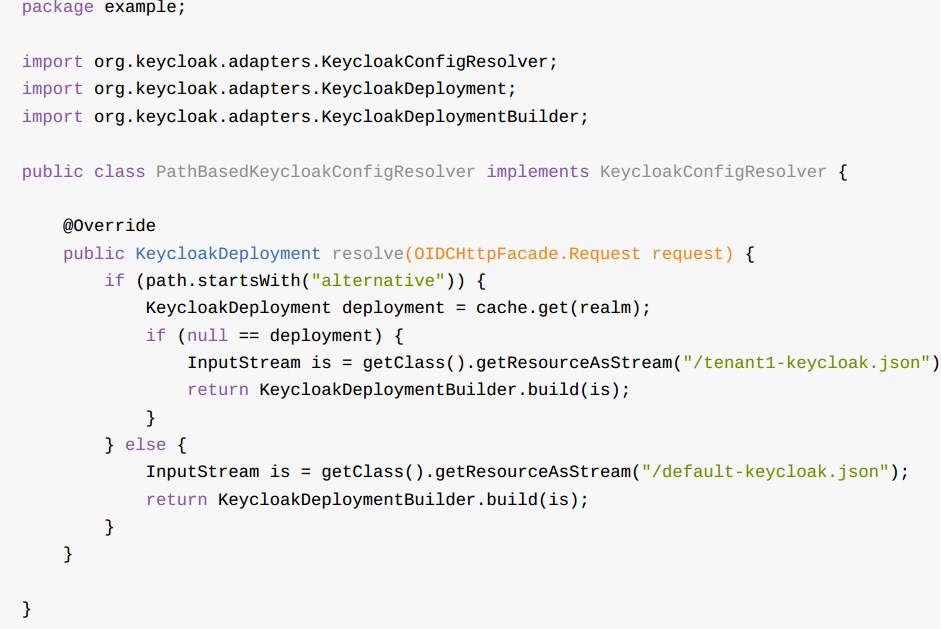 package example;
import org.keycloak.adapters.KeycloakConfigResolver;
import org.keycloak.adapters.KeycloakDeployment;
import org.keycloak.adapters.KeycloakDeploymentBuilder;
public class PathBasedKeycloakConfigResolver implements KeycloakConfigResolver {
    @Override
    public KeycloakDeployment resolve(OIDCHttpFacade.Request request) {
        if (path.startsWith("alternative")) {
            KeycloakDeployment deployment = cache.get(realm);
            if (null == deployment) {
                InputStream is = getClass().getResourceAsStream("/tenant1-keycloak.json")
                return KeycloakDeploymentBuilder.build(is);
            }
        } else {
            InputStream is = getClass().getResourceAsStream("/default-keycloak.json");
            return KeycloakDeploymentBuilder.build(is);
        }
    }
}